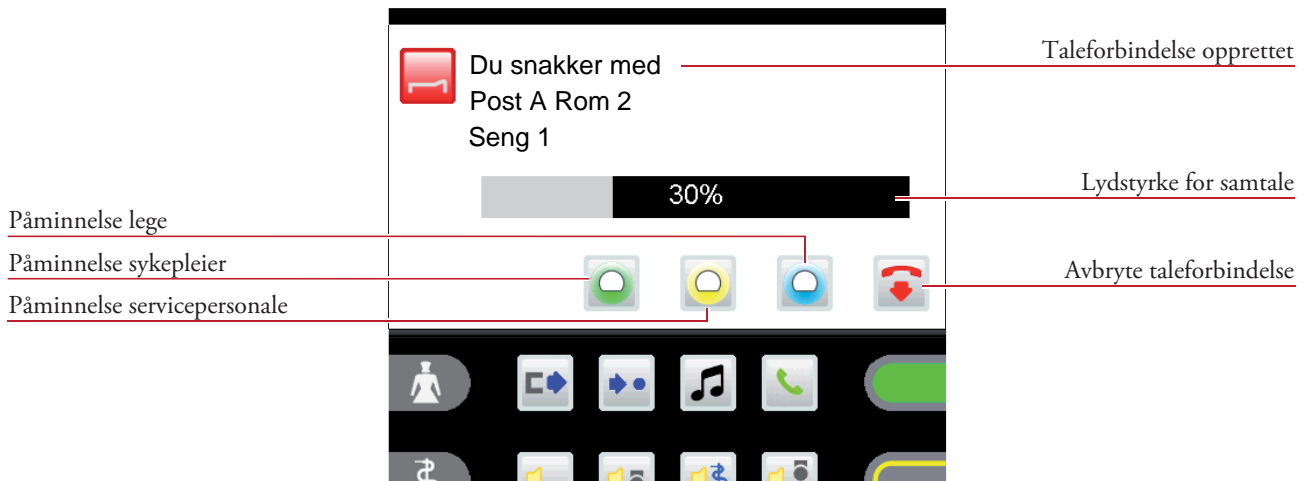 Du snakker med
Post A Rom 2
Seng 1
Taleforbindelse opprettet
30%
Lydstyrke for samtale
Påminnelse lege
Påminnelse sykepleier
Påminnelse servicepersonale
Avbryte taleforbindelse